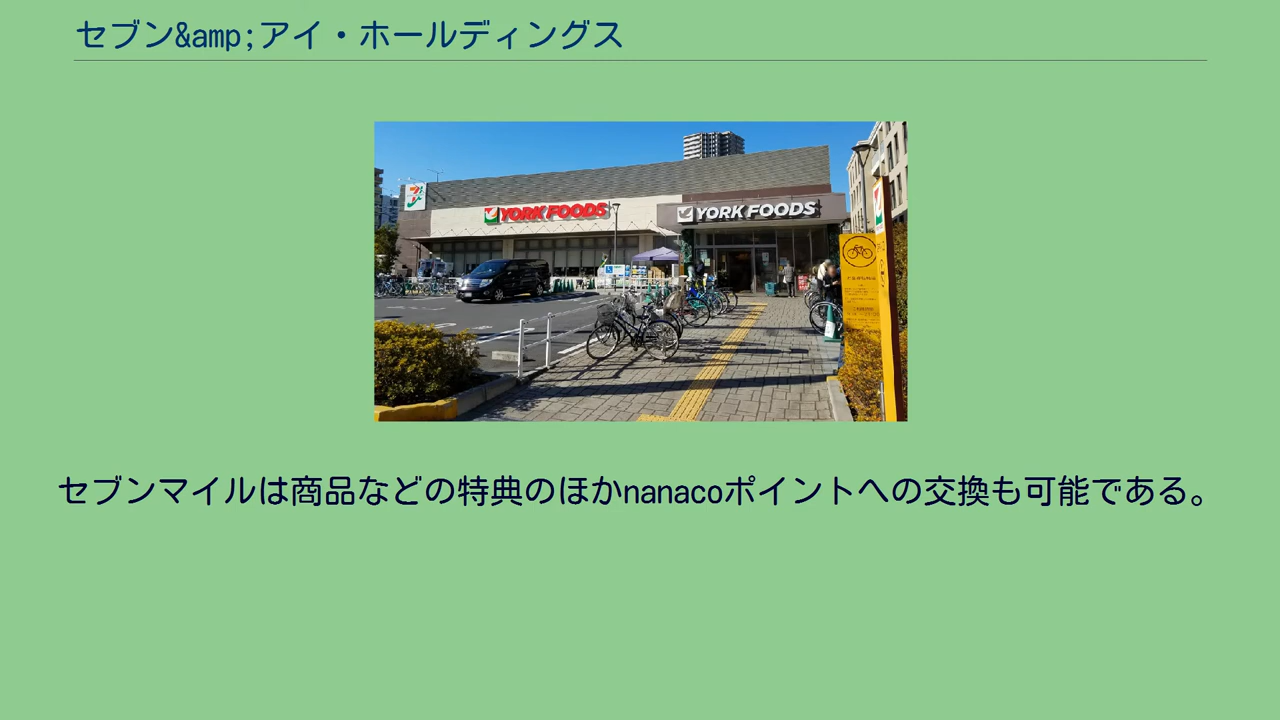 セブン&amp;アイ・ホールディングス
YORK FOODS
YORK FOODS
セブンマイルは商品などの特典のほかnanacoポイントへの交換も可能である。